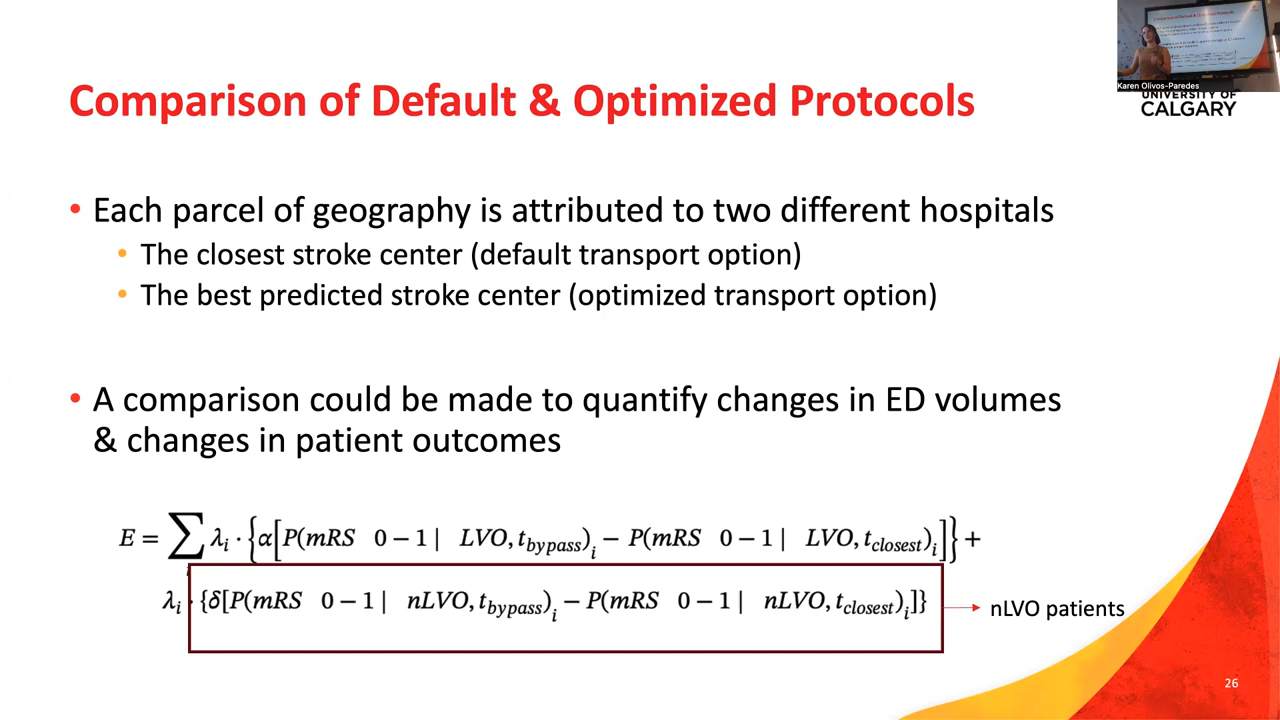 Comparison of Default & Optimized Protocols
Karen Olivos-Paredes
UNIVERSITY OF
CALGARY
• Each parcel of geography is attributed to two different hospitals
• The closest stroke center (default transport option)
• The best predicted stroke center (optimized transport option)
• A comparison could be made to quantify changes in ED volumes
& changes in patient outcomes
E = ∑ λᵢ · {α[P(mRS 0 − 1 | LVO, t_bypass)ᵢ − P(mRS 0 − 1 | LVO, t_closest)ᵢ]} +
λᵢ · {δ[P(mRS 0 − 1 | nLVO, t_bypass)ᵢ − P(mRS 0 − 1 | nLVO, t_closest)ᵢ]}
nLVO patients
26